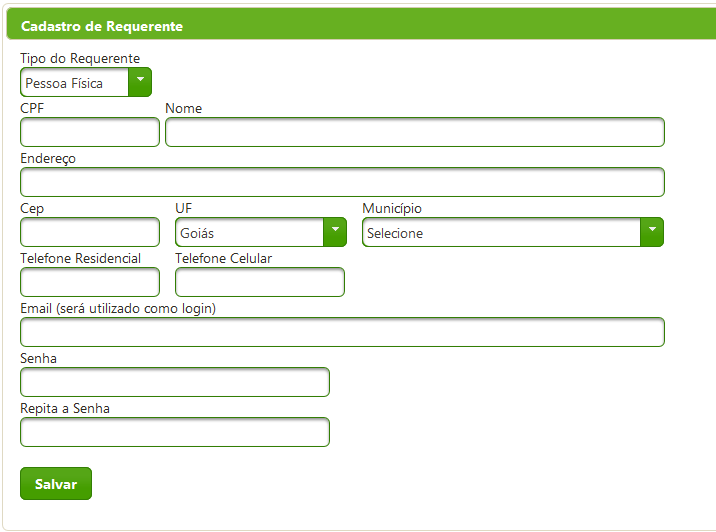 Cadastro de Requerente
Tipo do Requerente
Pessoa Física
CPF Nome
Endereço
Cep UF Município
Goiás Selecione
Telefone Residencial Telefone Celular
Email (será utilizado como login)
Senha
Repita a Senha
Salvar